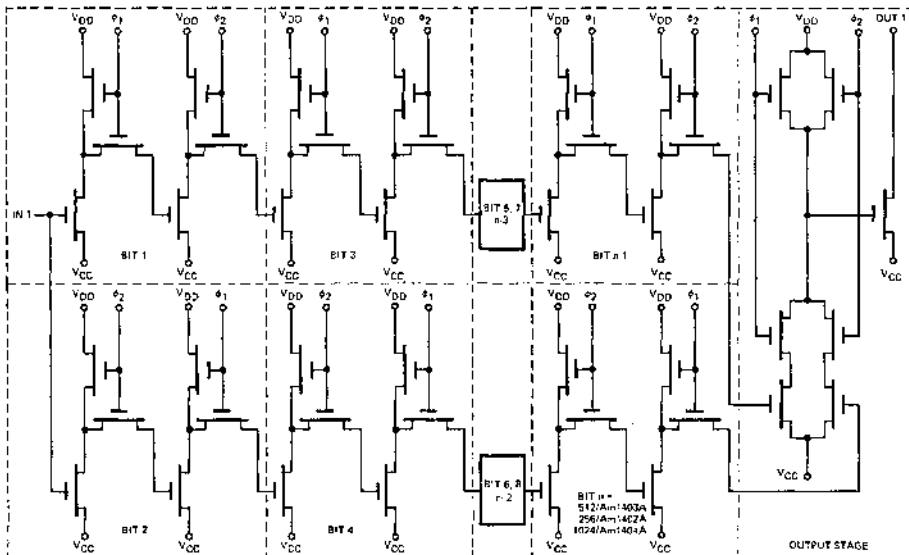 VDD ϕ1 VDD ϕ2 VDD ϕ1 VDD ϕ2 VDD ϕ1 VDD ϕ2 ϕ1 VDD ϕ2 OUT 1
IN 1
BIT 1
BIT 3
BIT 5, 7
n-3
BIT n-1
VCC VCC VCC VCC VCC VCC VCC
VDD ϕ2 VDD ϕ1 VDD ϕ2 VDD ϕ1 VDD ϕ2 VDD ϕ1 VDD
BIT 2
BIT 4
BIT 6, 8
n-2
BIT n =
512/Am1403A
256/Am1402A
1024/Am1404A
VCC
VCC VCC VCC VCC VCC VCC
OUTPUT STAGE